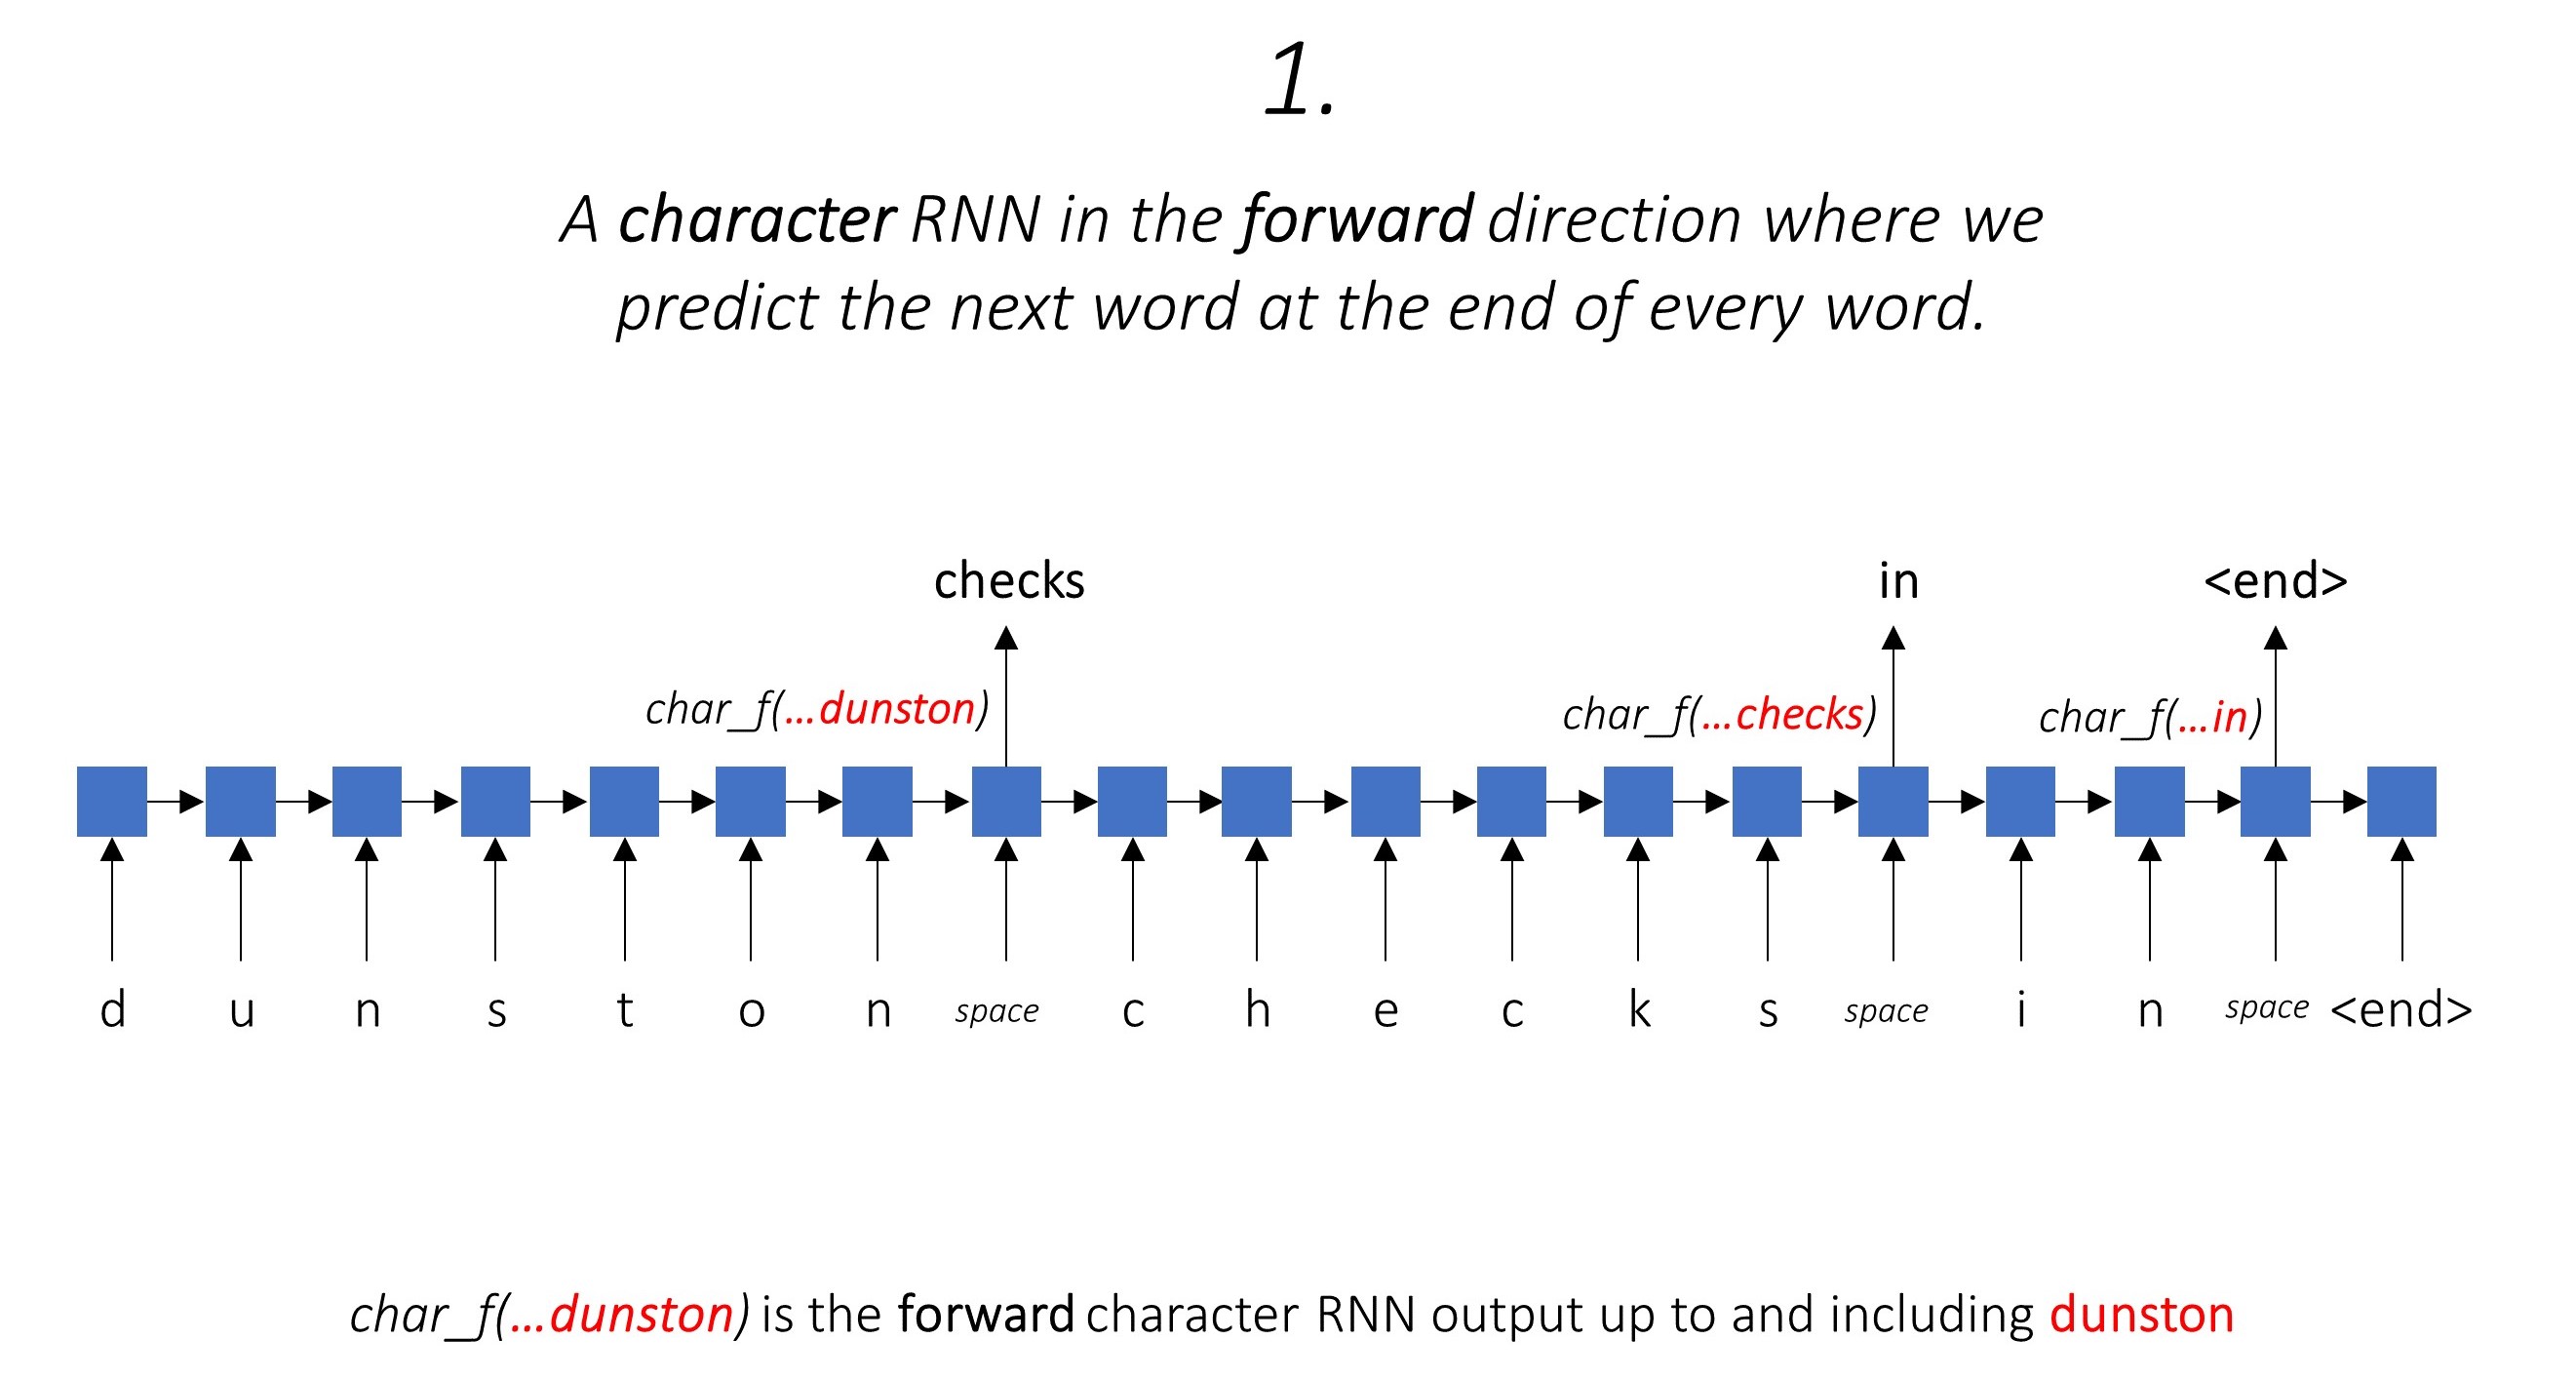 1.
A character RNN in the forward direction where we
predict the next word at the end of every word.
checks in <end>
char_f(...dunston) char_f(...checks) char_f(...in)
d u n s t o n space c h e c k s space i n space <end>
char_f(...dunston) is the forward character RNN output up to and including dunston